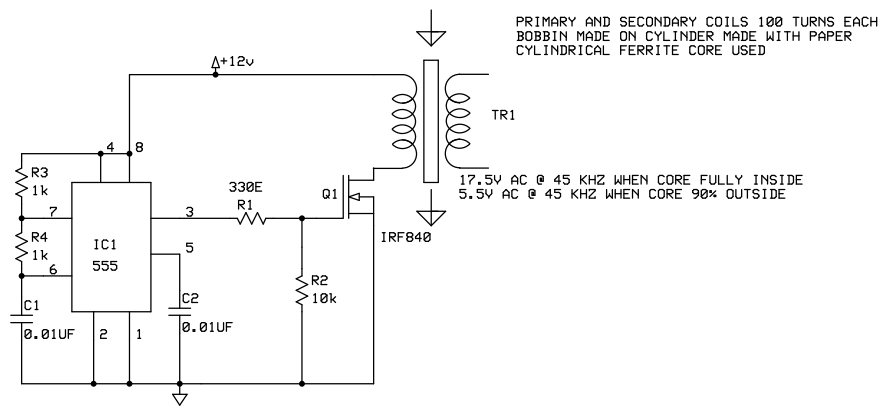 PRIMARY AND SECONDARY COILS 100 TURNS EACH
BOBBIN MADE ON CYLINDER MADE WITH PAPER
CYLINDRICAL FERRITE CORE USED
+12v
TR1
4
8
R3
1k
17.5V AC @ 45 KHZ WHEN CORE FULLY INSIDE
5.5V AC @ 45 KHZ WHEN CORE 90% OUTSIDE
330E
R1
Q1
7
3
IRF840
R4
1k
IC1
555
5
6
R2
10k
C1
0.01UF
C2
0.01UF
2
1